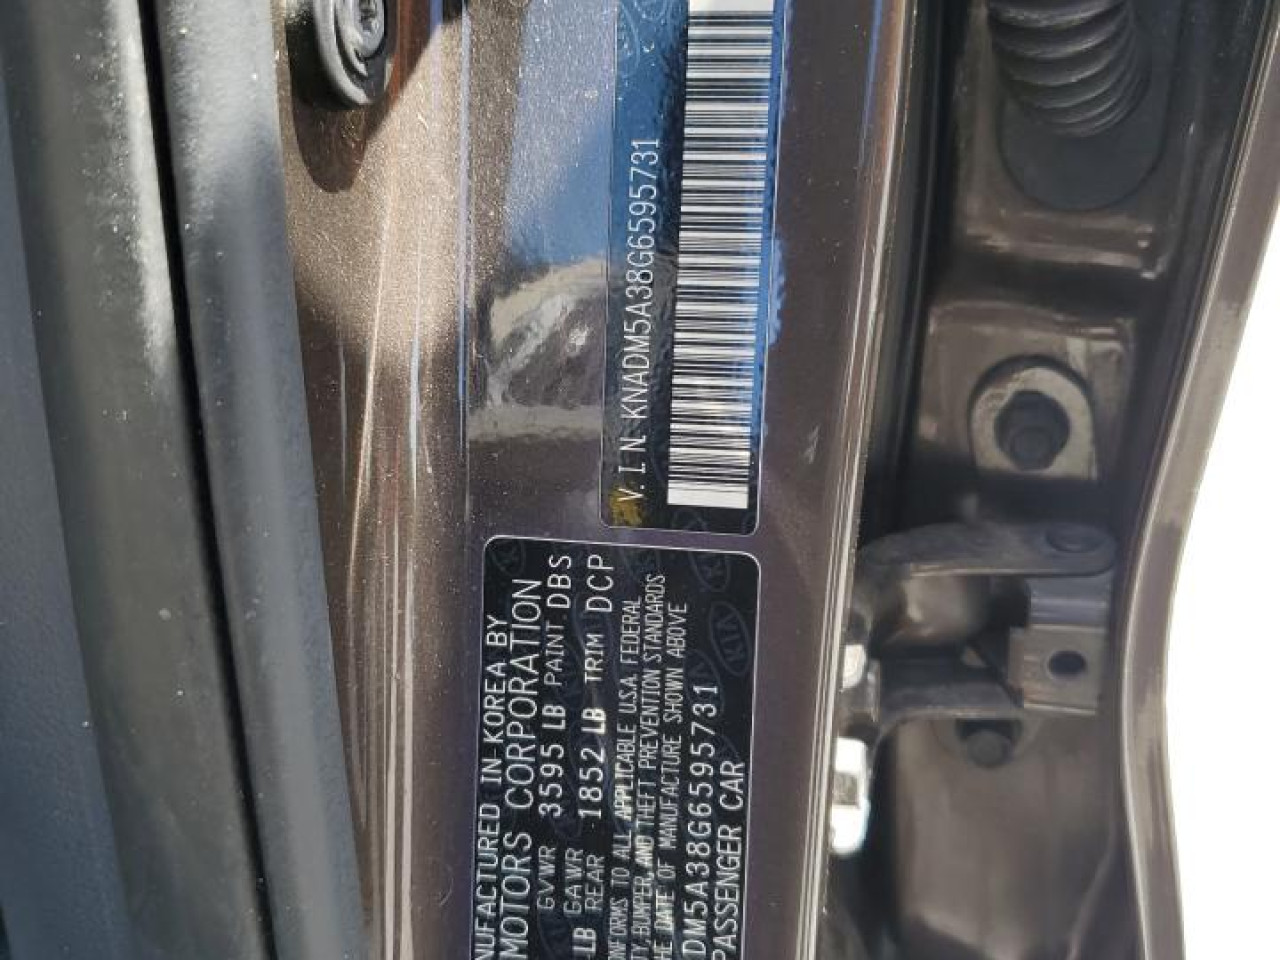 V.I.N. KNADM5A38G6595731
NUFACTURED IN KOREA BY
MOTORS CORPORATION
GVWR 3595 LB PAINT DBS
LB GAWR REAR 1852 LB TRIM DCP
ONFORMS TO ALL APPLICABLE U.S.A. FEDERAL
TY, BUMPER, AND THEFT PREVENTION STANDARDS
HE DATE OF MANUFACTURE SHOWN ABOVE
DM5A38G6595731
PASSENGER CAR
KIA